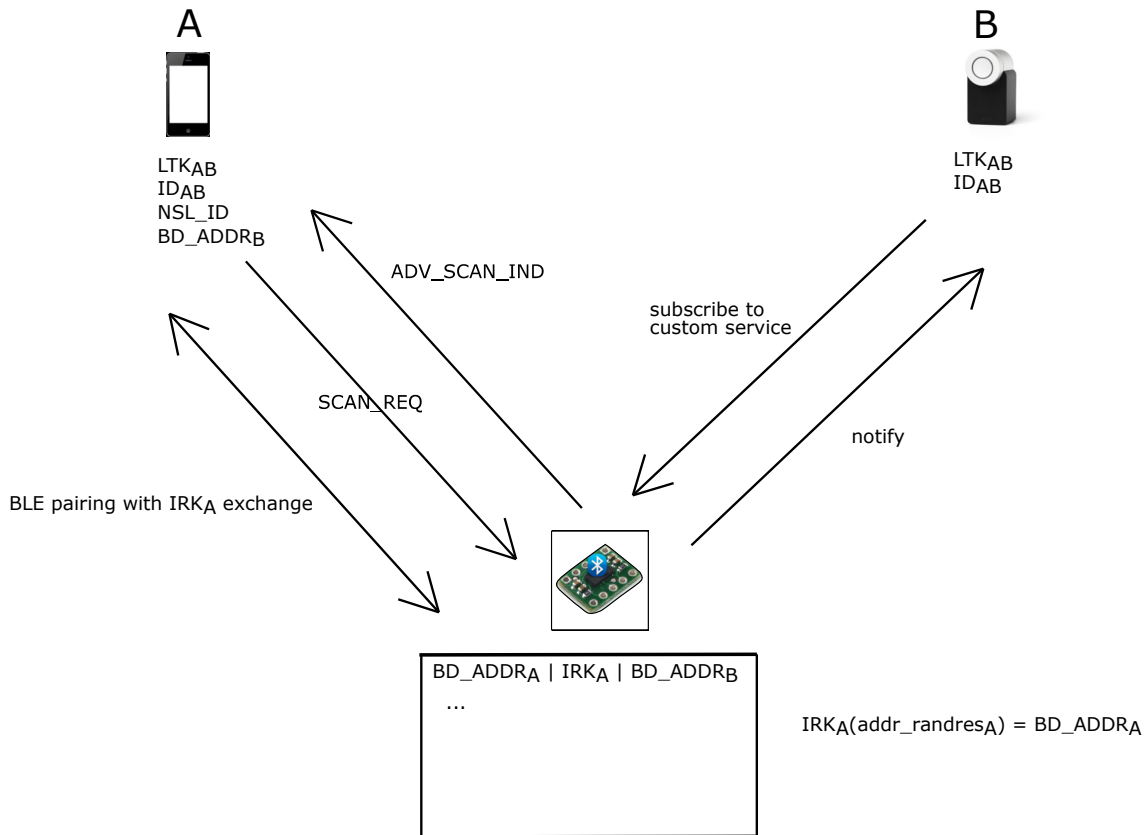 A
B
LTKAB
IDAB
NSL_ID
BD_ADDRB
LTKAB
IDAB
ADV_SCAN_IND
subscribe to
custom service
SCAN_REQ
notify
BLE pairing with IRKA exchange
BD_ADDRA | IRKA | BD_ADDRB
...
IRKA(addr_randresA) = BD_ADDRA